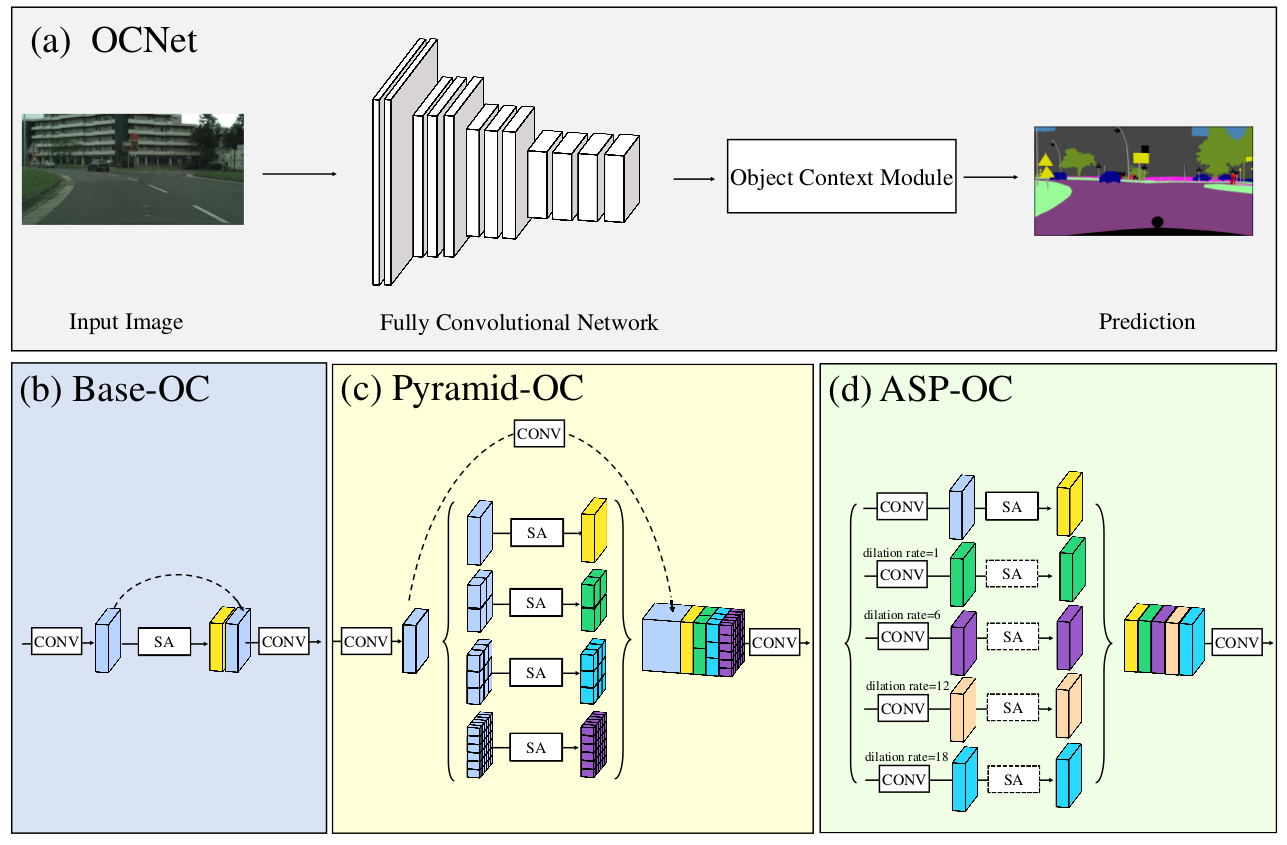 (a) OCNet
Object Context Module
Input Image
Fully Convolutional Network
Prediction
(b) Base-OC
CONV
SA
CONV
(c) Pyramid-OC
CONV
CONV
SA
SA
SA
SA
CONV
(d) ASP-OC
CONV
SA
dilation rate=1
CONV
SA
dilation rate=6
CONV
SA
dilation rate=12
CONV
SA
dilation rate=18
CONV
SA
CONV